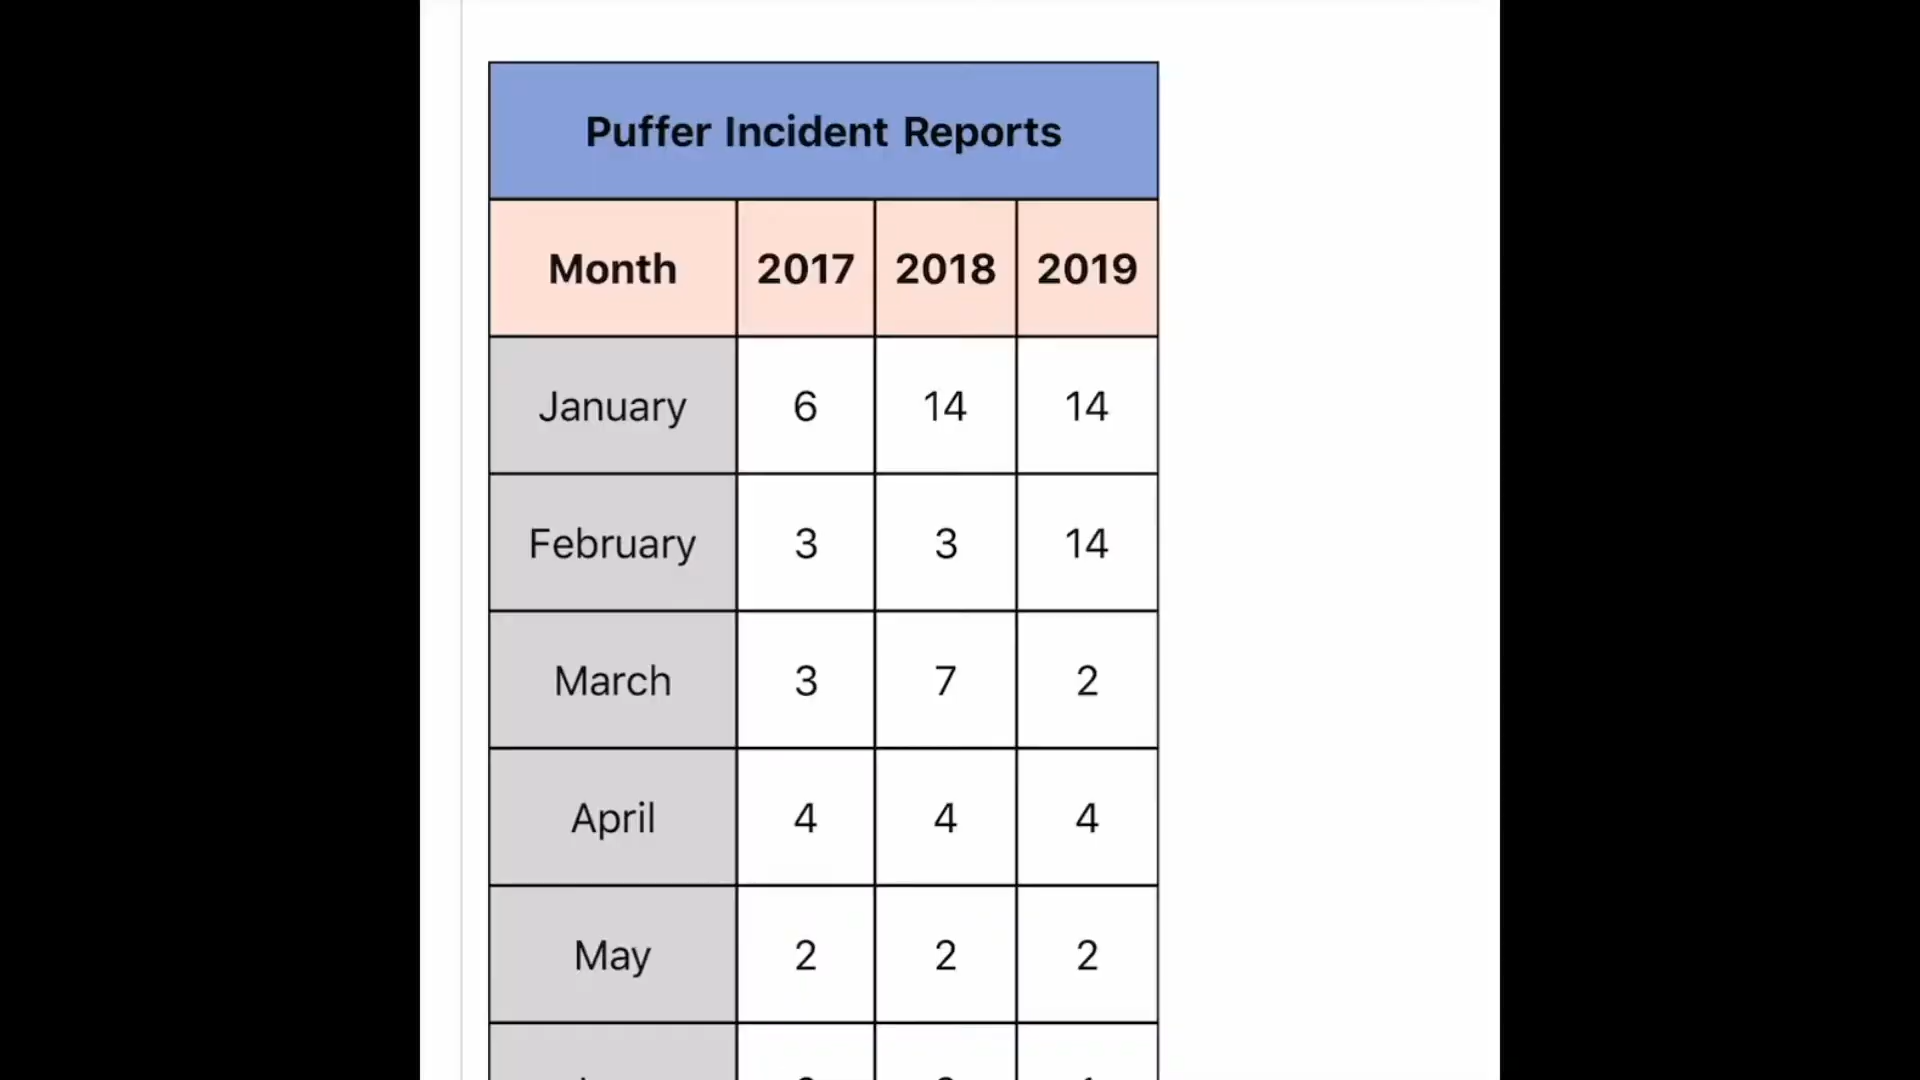 Puffer Incident Reports
Month 2017 2018 2019
January 6 14 14
February 3 3 14
March 3 7 2
April 4 4 4
May 2 2 2